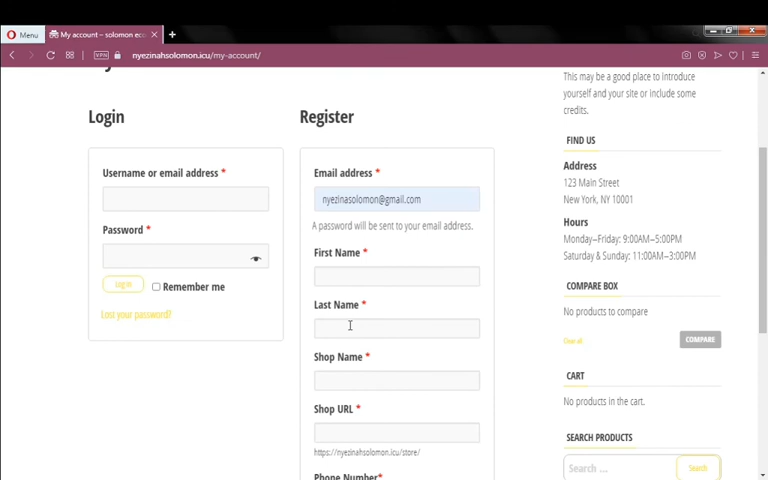 Menu
My account – solomon ec
VPN
nyezinahsolomon.icu/my-account/
Login
Username or email address *
Password *
Log in
Remember me
Lost your password?
Register
Email address *
nyezinasolomon@gmail.com
A password will be sent to your email address.
First Name *
Last Name *
Shop Name *
Shop URL *
https://nyezinahsolomon.icu/store/
Phone Number*
This may be a good place to introduce
yourself and your site or include some
credits.
FIND US
Address
123 Main Street
New York, NY 10001
Hours
Monday–Friday: 9:00AM–5:00PM
Saturday & Sunday: 11:00AM–3:00PM
COMPARE BOX
No products to compare
Clear all
COMPARE
CART
No products in the cart.
SEARCH PRODUCTS
Search ...
Search